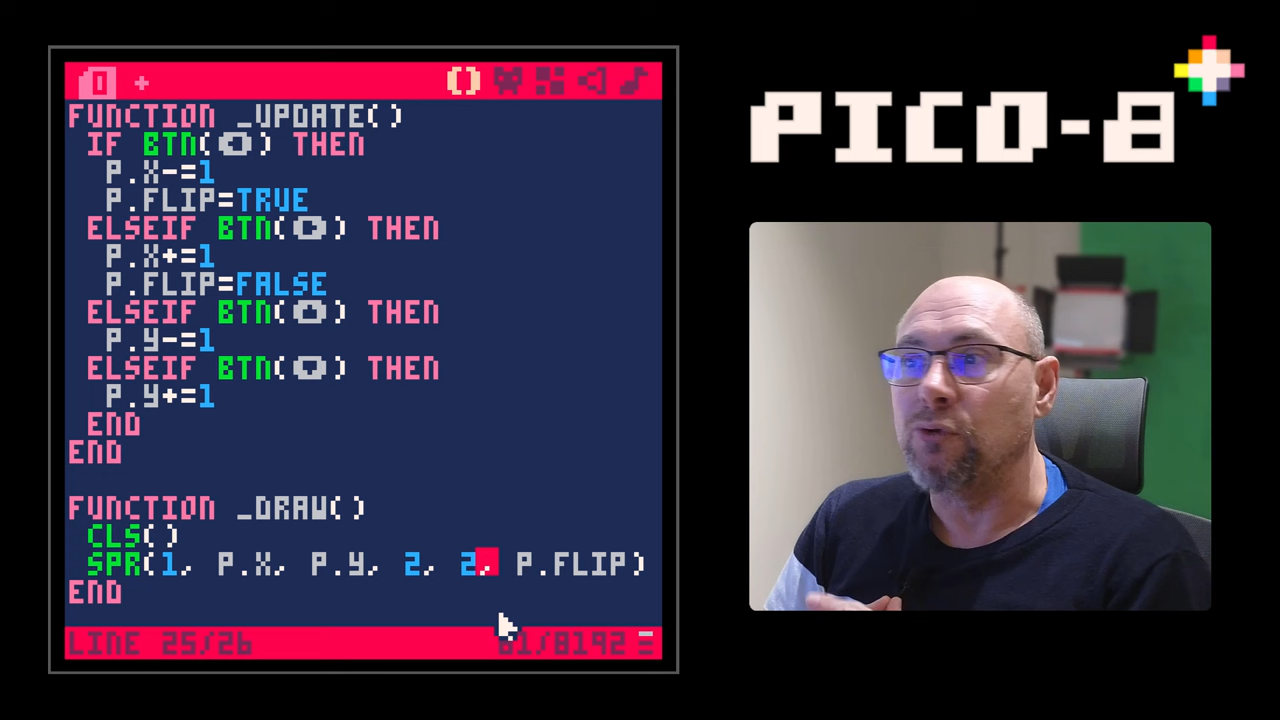 FUNCTION _UPDATE()
IF BTN(⬅️) THEN
P.X-=1
P.FLIP=TRUE
ELSEIF BTN(➡️) THEN
P.X+=1
P.FLIP=FALSE
ELSEIF BTN(⬆️) THEN
P.Y-=1
ELSEIF BTN(⬇️) THEN
P.Y+=1
END
END
FUNCTION _DRAW()
CLS()
SPR(1, P.X, P.Y, 2, 2, P.FLIP)
END
LINE 25/26
81/8192
PICO-8